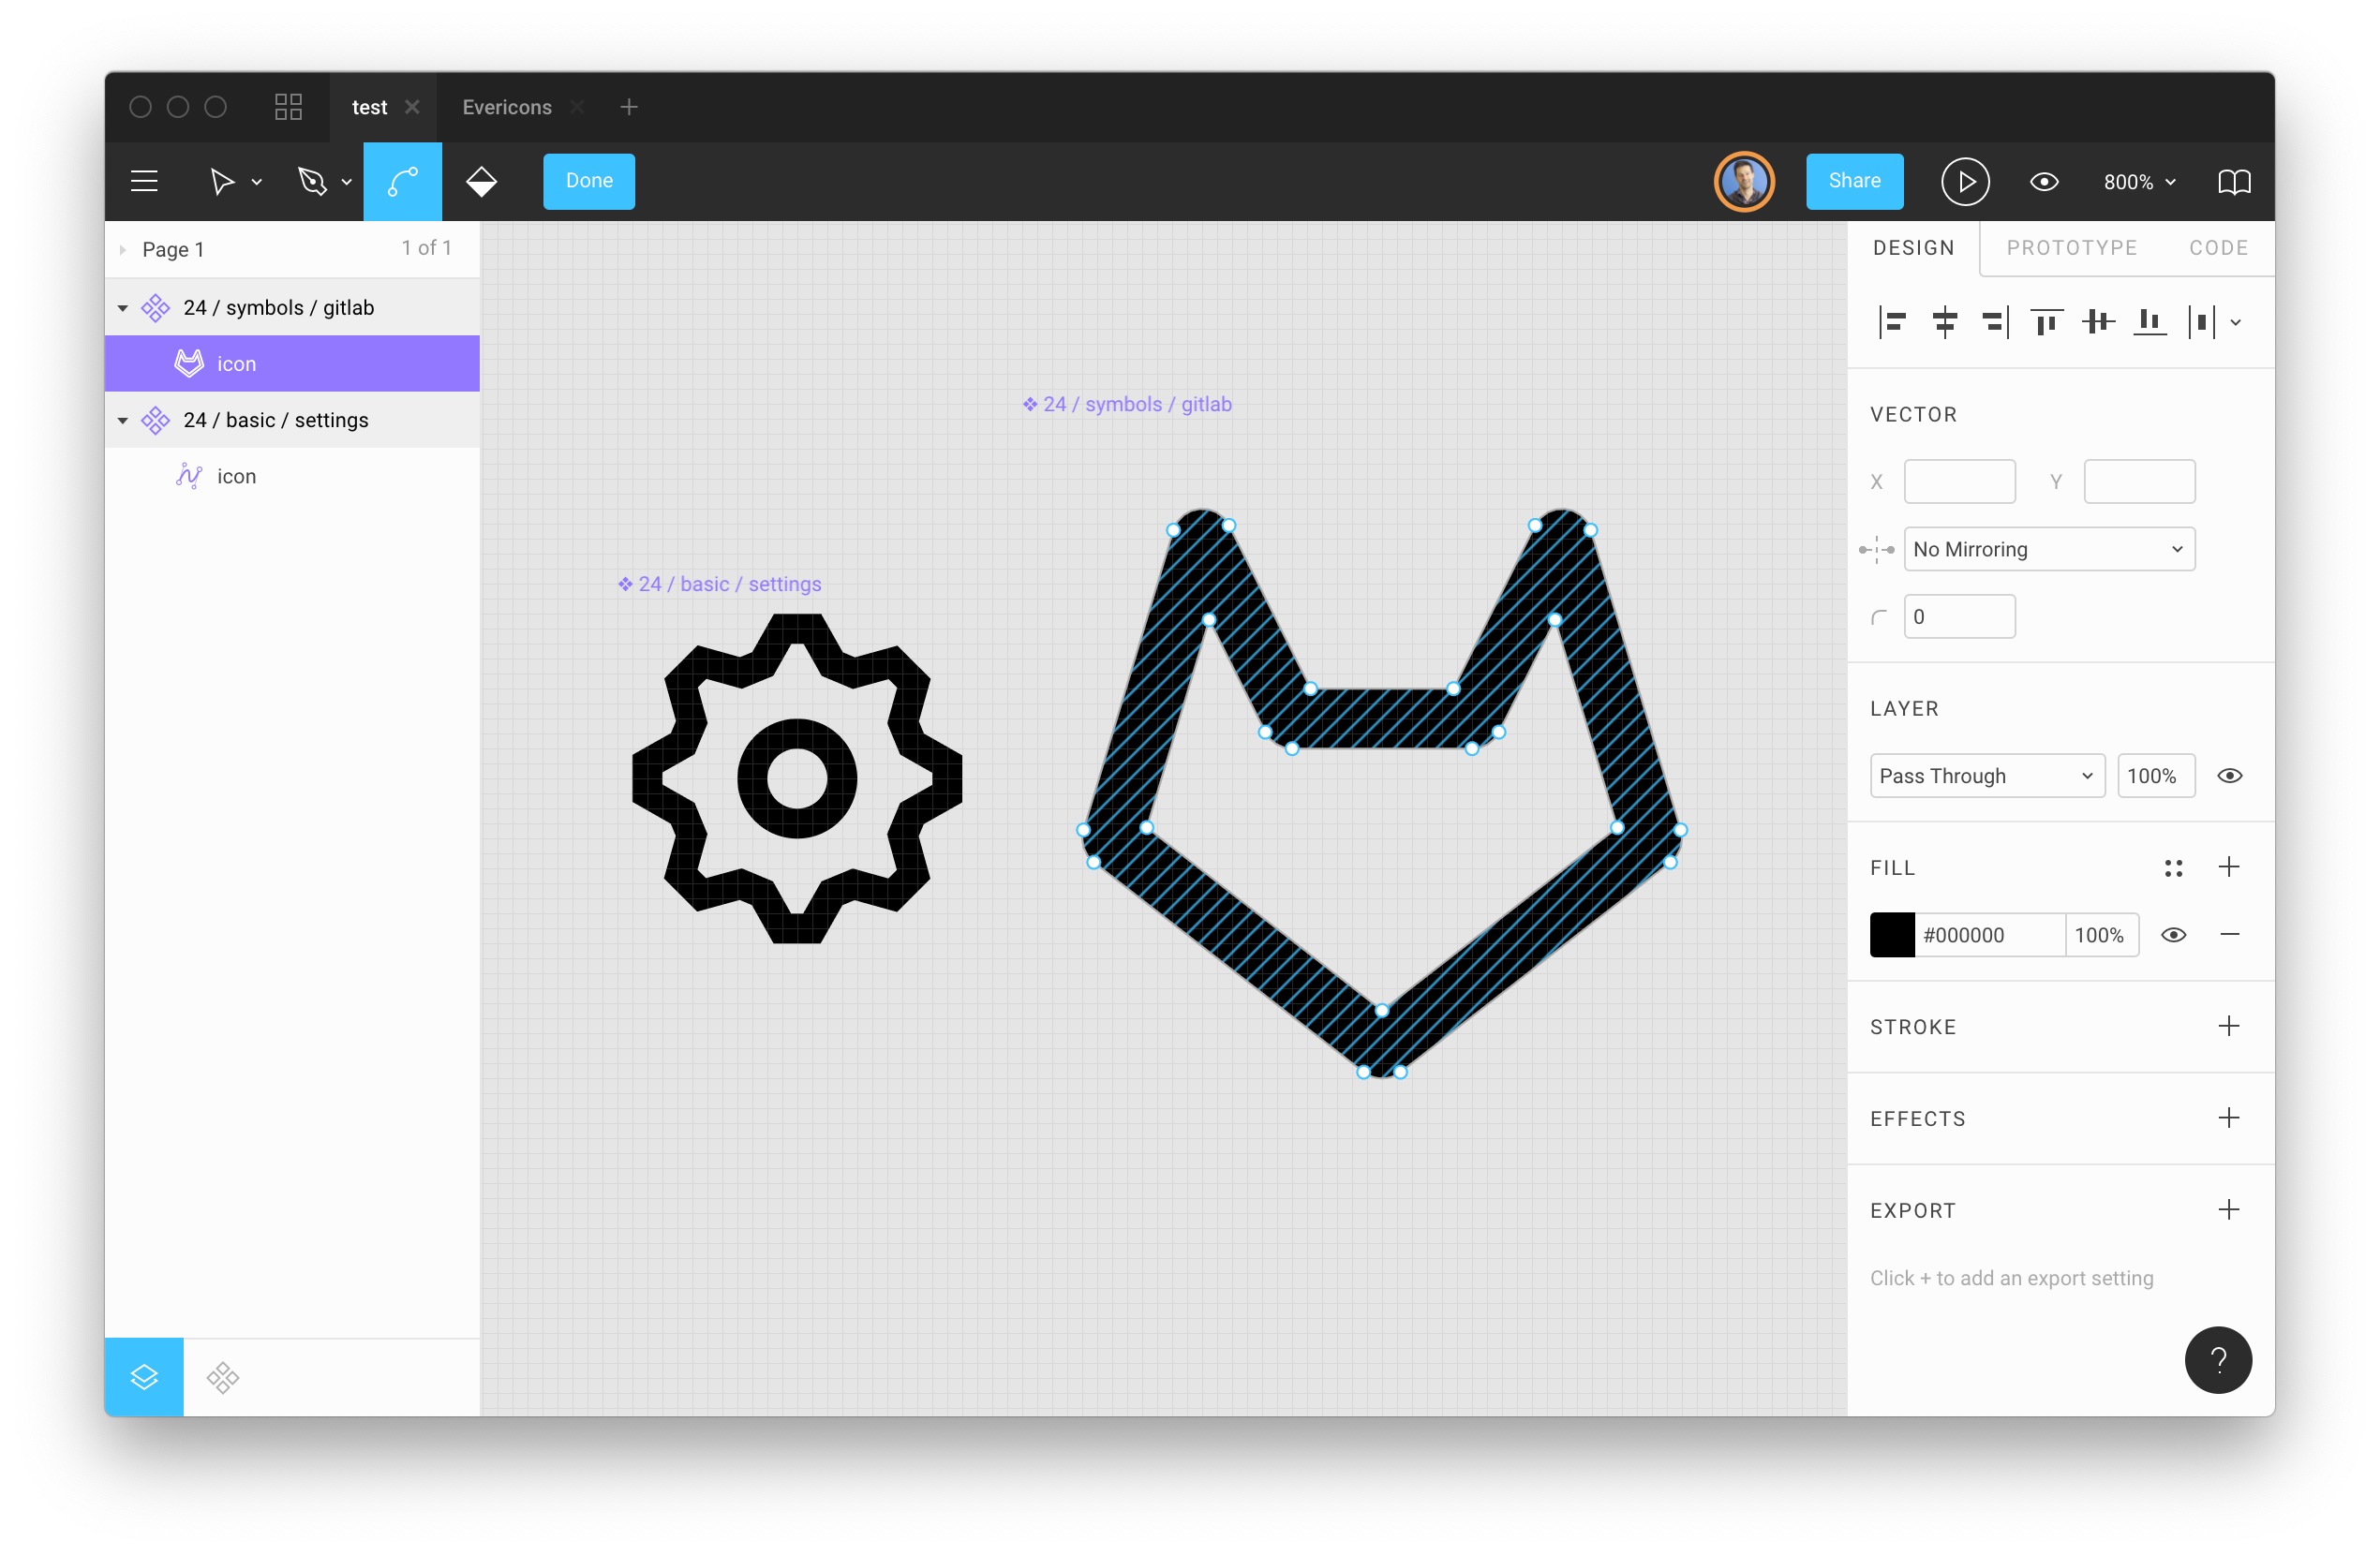 test
Evericons
Done
Share
800%
Page 1
1 of 1
24 / symbols / gitlab
icon
24 / basic / settings
icon
24 / symbols / gitlab
24 / basic / settings
DESIGN
PROTOTYPE
CODE
VECTOR
X
Y
No Mirroring
0
LAYER
Pass Through
100%
FILL
#000000
100%
STROKE
EFFECTS
EXPORT
Click + to add an export setting
?